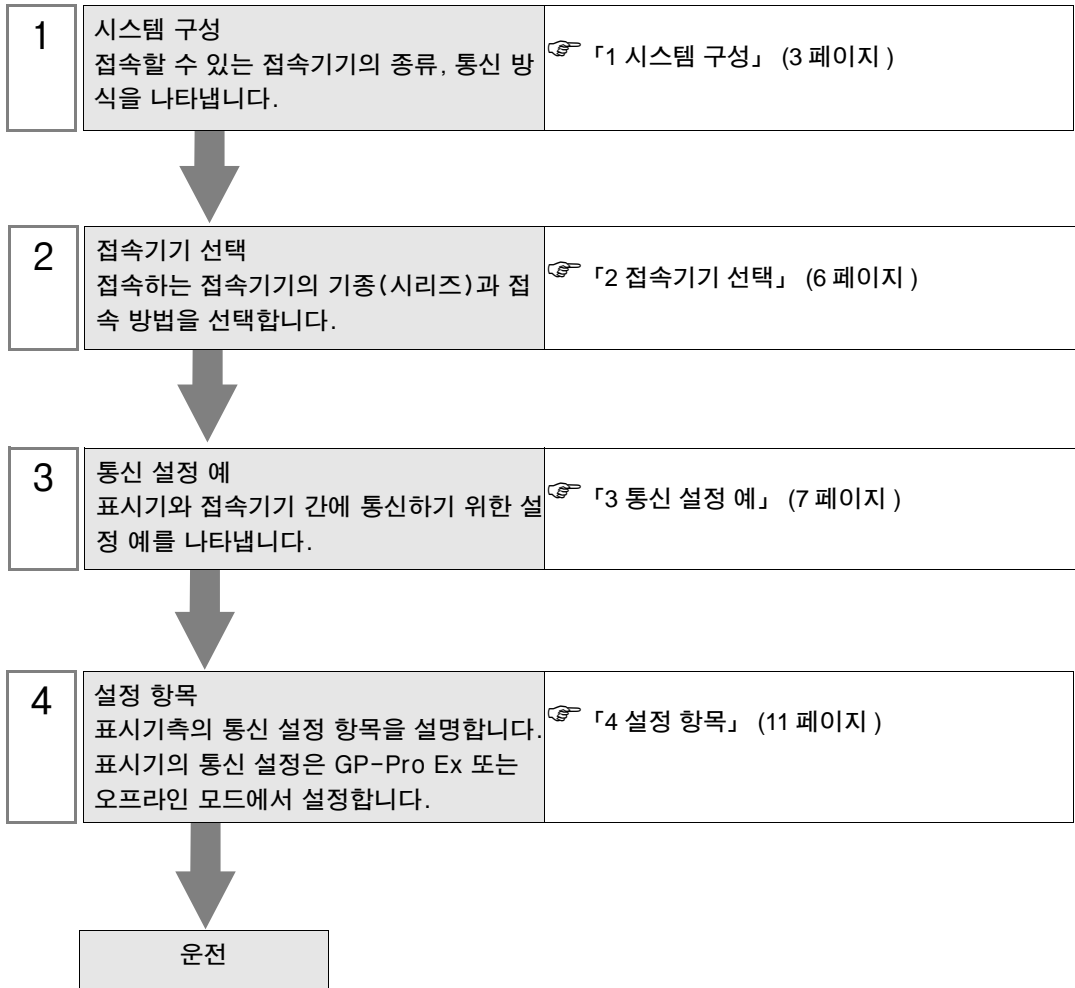 1
시스템 구성
접속할 수 있는 접속기기의 종류, 통신 방
식을 나타냅니다.
☞ 「1 시스템 구성」 (3 페이지 )
2
접속기기 선택
접속하는 접속기기의 기종(시리즈)과 접
속 방법을 선택합니다.
☞ 「2 접속기기 선택」 (6 페이지 )
3
통신 설정 예
표시기와 접속기기 간에 통신하기 위한 설
정 예를 나타냅니다.
☞ 「3 통신 설정 예」 (7 페이지 )
4
설정 항목
표시기측의 통신 설정 항목을 설명합니다.
표시기의 통신 설정은 GP-Pro Ex 또는
오프라인 모드에서 설정합니다.
☞ 「4 설정 항목」 (11 페이지 )
운전